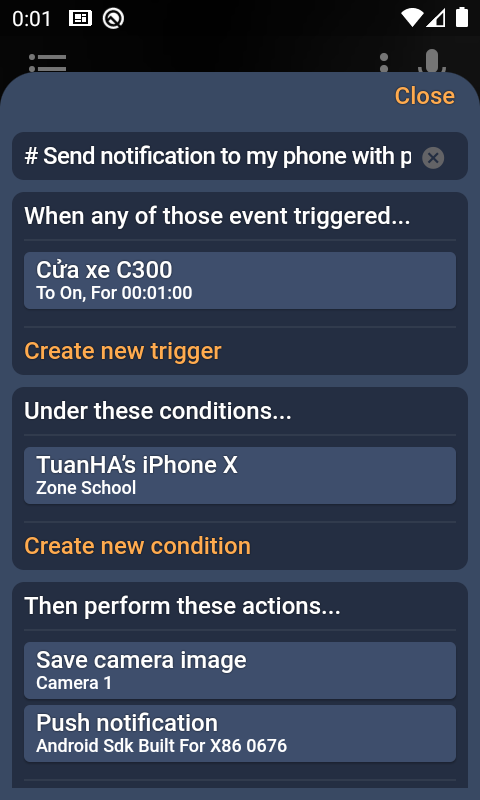 0:01
Close
# Send notification to my phone with p
When any of those event triggered...
Cửa xe C300
To On, For 00:01:00
Create new trigger
Under these conditions...
TuanHA's iPhone X
Zone School
Create new condition
Then perform these actions...
Save camera image
Camera 1
Push notification
Android Sdk Built For X86 0676